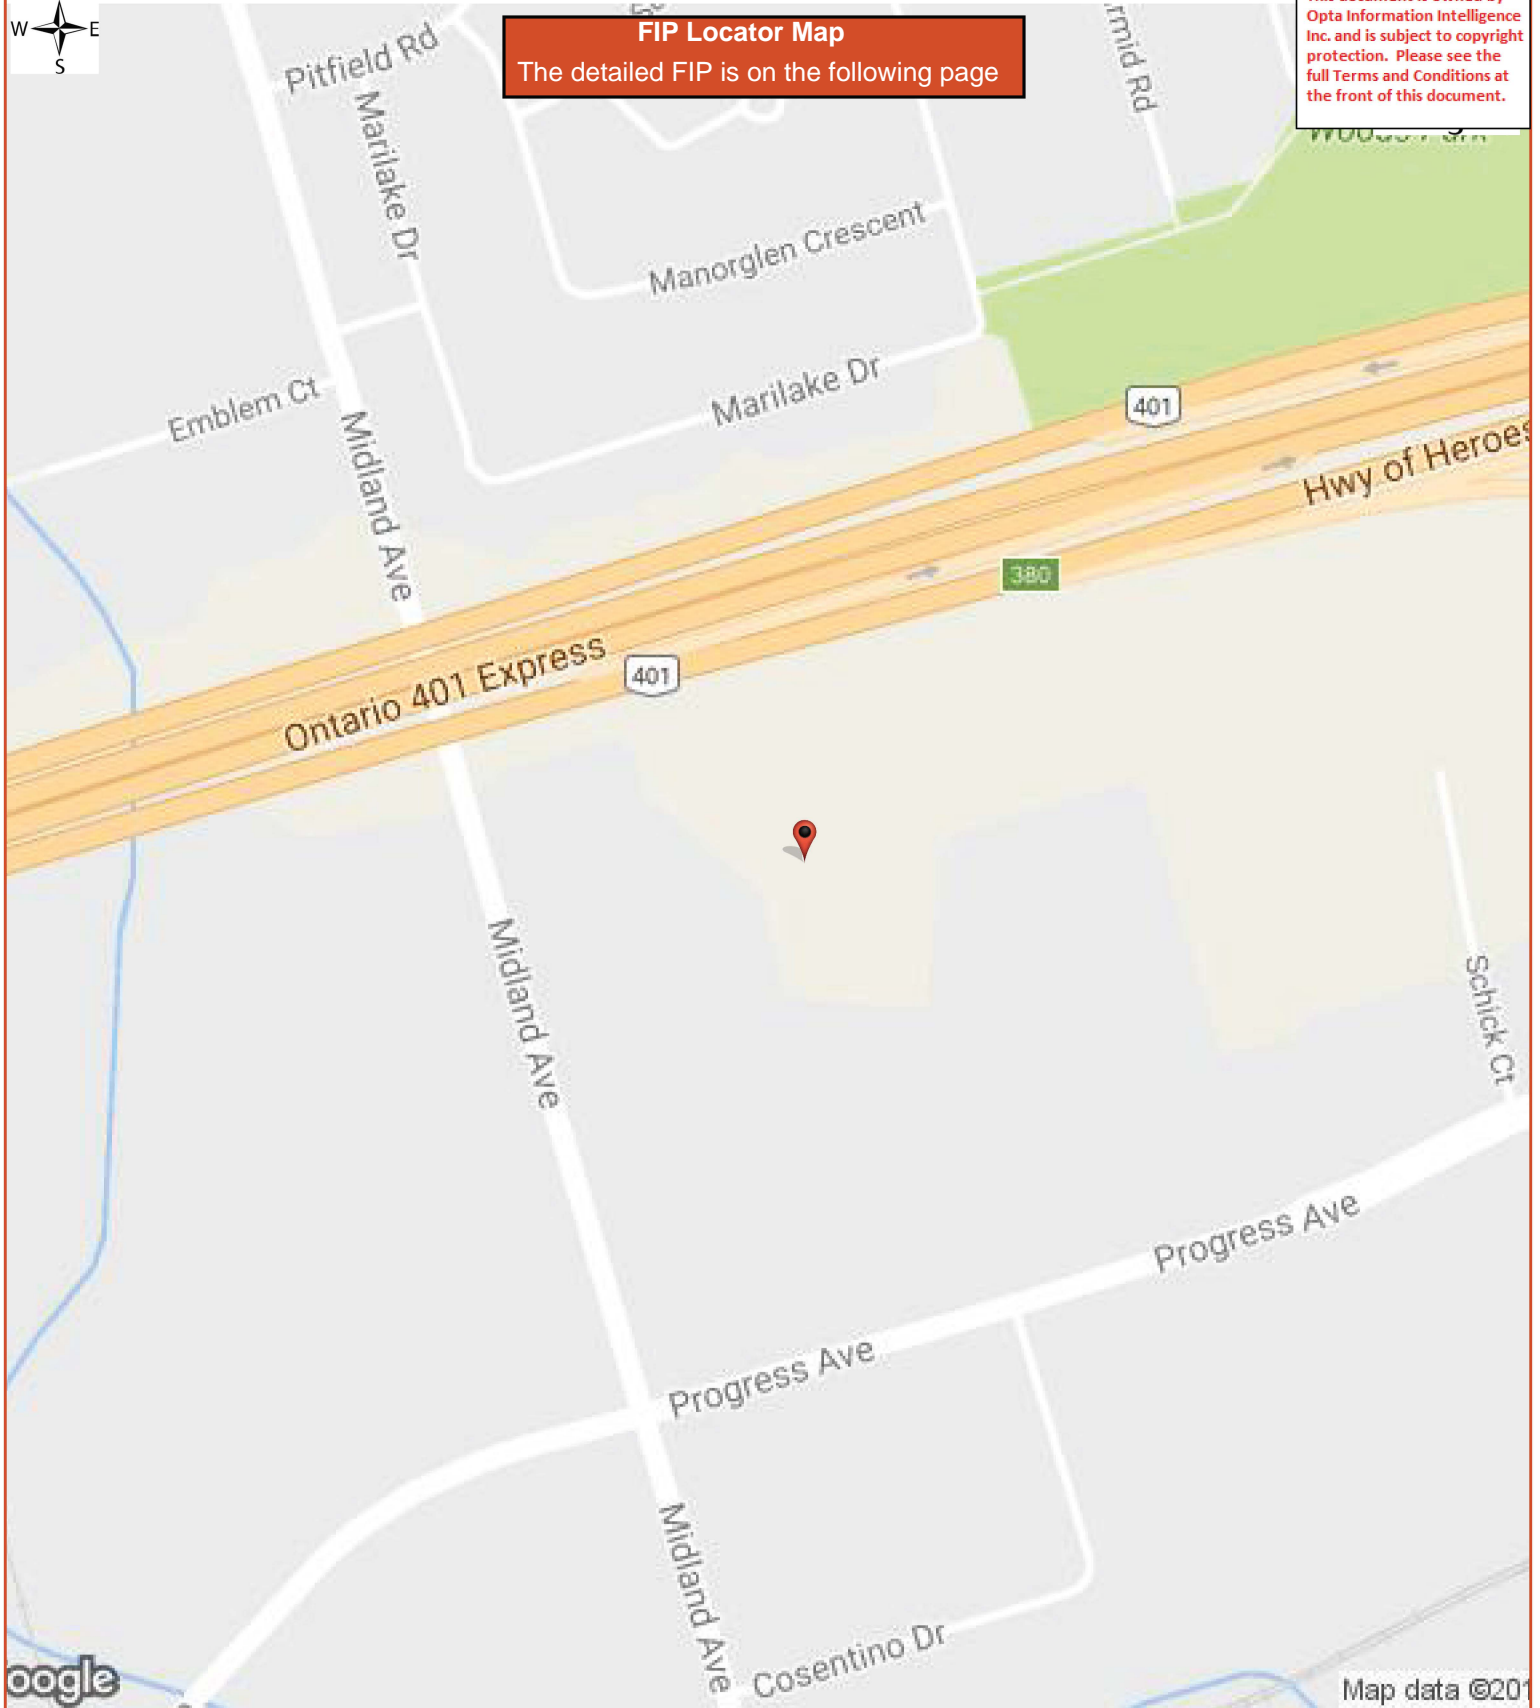 W E
S
FIP Locator Map
The detailed FIP is on the following page
Opta Information Intelligence
Inc. and is subject to copyright
protection. Please see the
full Terms and Conditions at
the front of this document.
Pitfield Rd
Marilake Dr
rmid Rd
Manorglen Crescent
Marilake Dr
Emblem Ct
Midland Ave
401
Hwy of Heroes
380
Ontario 401 Express
401
Midland Ave
Schick Ct
Progress Ave
Progress Ave
Midland Ave
Cosentino Dr
oogle
Map data ©201